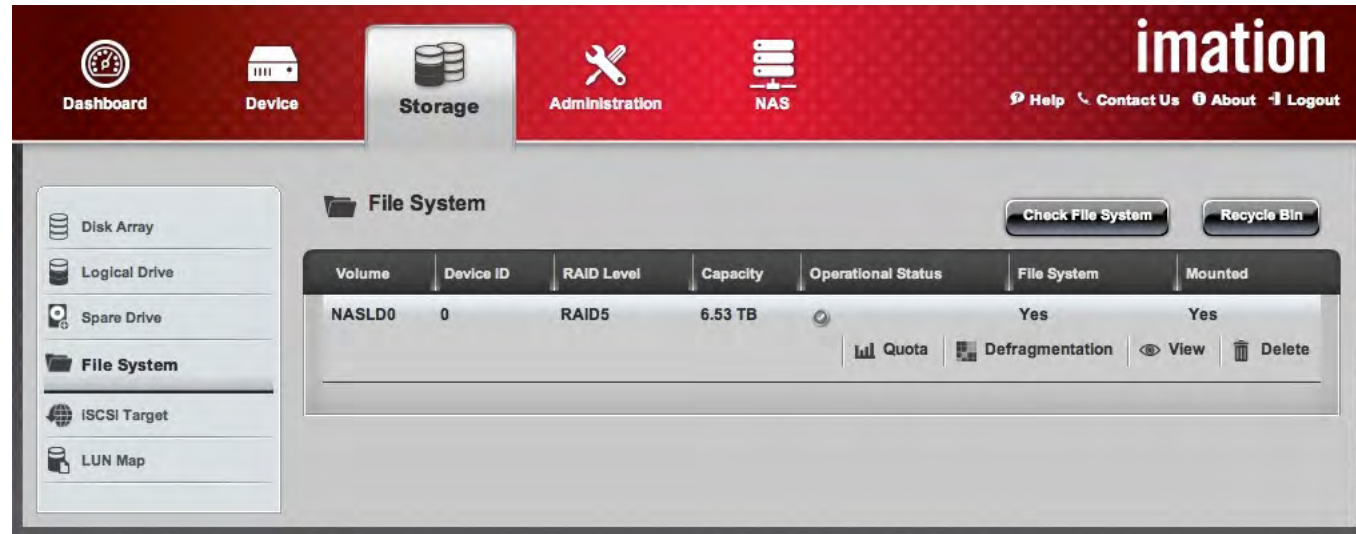 imation
Dashboard Device Storage Administration NAS
Help Contact Us About Logout
File System
Check File System Recycle Bin
Disk Array
Logical Drive
Spare Drive
File System
iSCSI Target
LUN Map
Volume Device ID RAID Level Capacity Operational Status File System Mounted
NASLD0 0 RAID5 6.53 TB Yes Yes
Quota Defragmentation View Delete